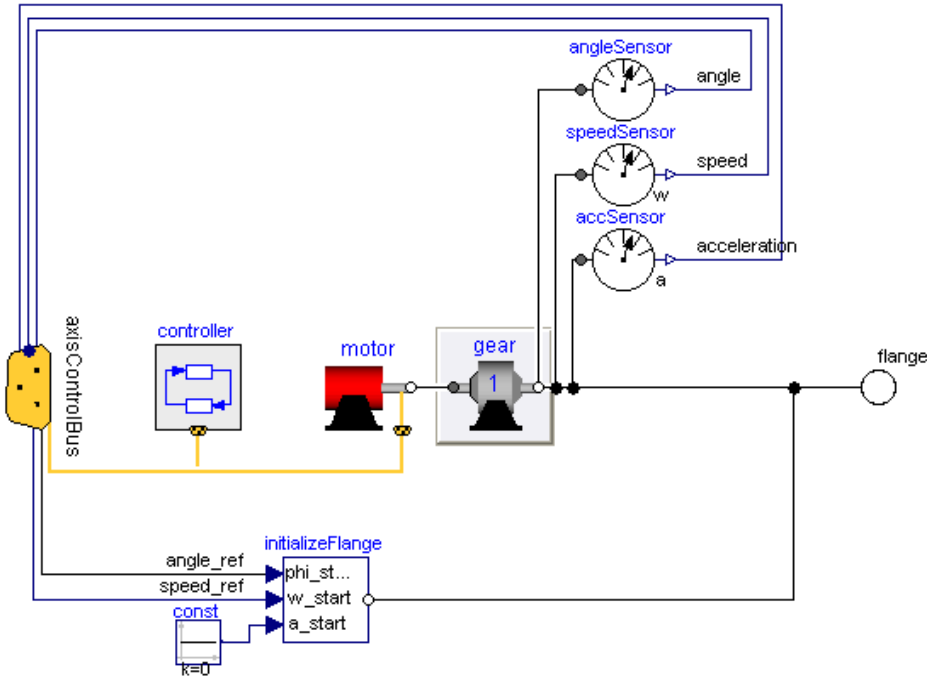 angleSensor
angle
speedSensor
speed
w
accSensor
acceleration
a
axisControlBus
controller
motor
gear
1
flange
initializeFlange
angle_ref
phi_st...
speed_ref
w_start
const
a_start
k=0